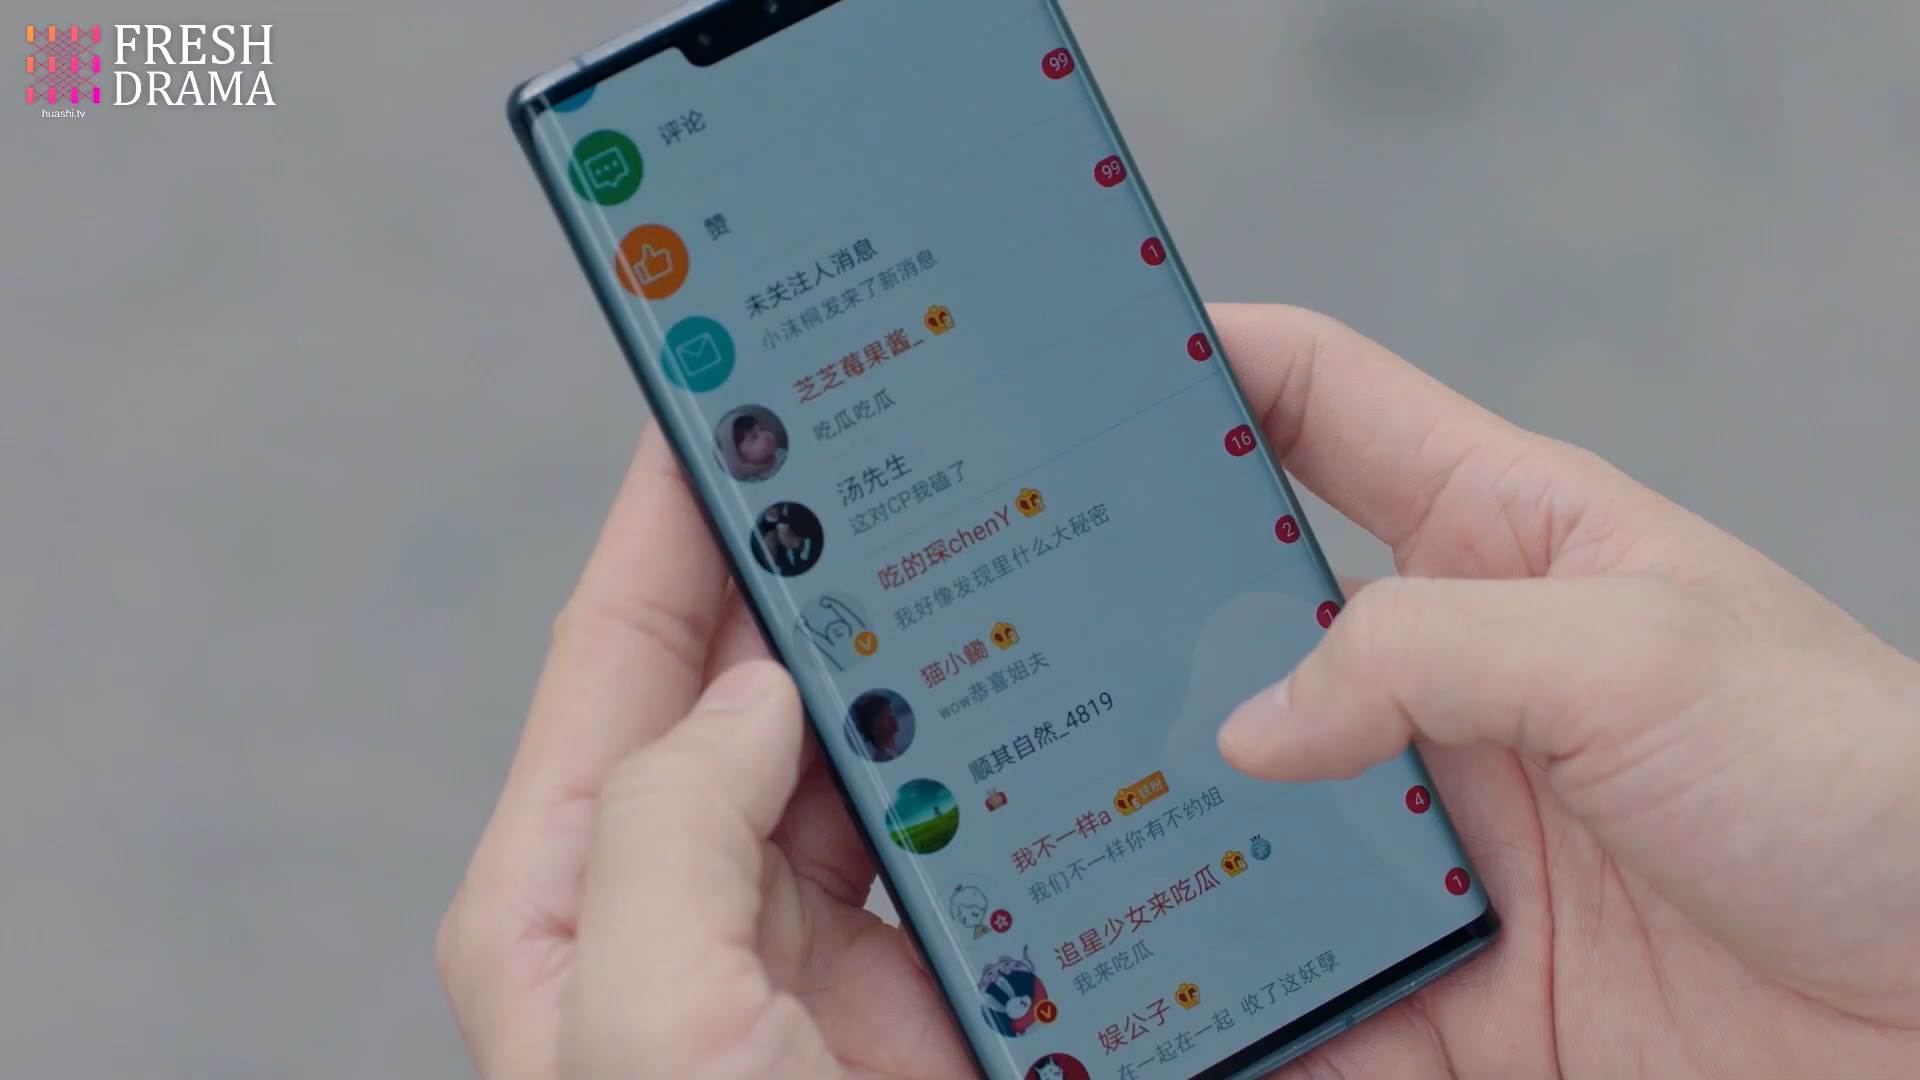 FRESH
DRAMA
huashi.tv
评论
99
赞
99
未关注人消息
小沫桐发来了新消息
1
芝芝莓果酱_
吃瓜吃瓜
1
汤先生
这对CP我磕了
16
吃的琛chenY
我好像发现里什么大秘密
2
猫小鳓
wow恭喜姐夫
1
顺其自然_4819
我不一样a
铁粉
我们不一样你有不约姐
4
追星少女来吃瓜
我来吃瓜
1
娱公子
在一起在一起 收了这妖孽